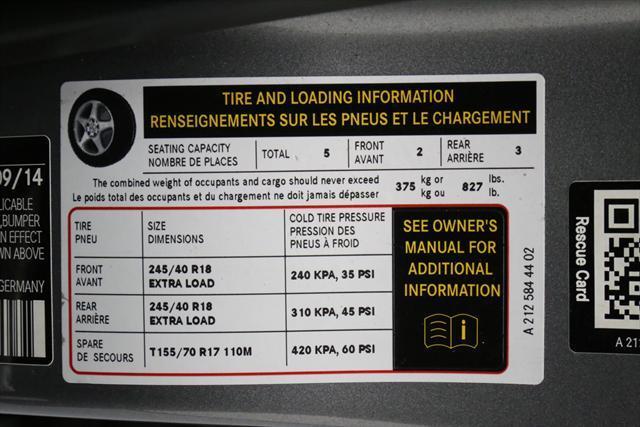 TIRE AND LOADING INFORMATION
RENSEIGNEMENTS SUR LES PNEUS ET LE CHARGEMENT
SEATING CAPACITY
NOMBRE DE PLACES
TOTAL 5
FRONT
AVANT
2
REAR
ARRIÈRE
3
The combined weight of occupants and cargo should never exceed
Le poids total des occupants et du chargement ne doit jamais dépasser
375 kg or
kg ou
827 lbs.
lb.
TIRE
PNEU
SIZE
DIMENSIONS
COLD TIRE PRESSURE
PRESSION DES
PNEUS À FROID
FRONT
AVANT
245/40 R18
EXTRA LOAD
240 KPA, 35 PSI
REAR
ARRIÈRE
245/40 R18
EXTRA LOAD
310 KPA, 45 PSI
SPARE
DE SECOURS
T155/70 R17 110M
420 KPA, 60 PSI
SEE OWNER'S
MANUAL FOR
ADDITIONAL
INFORMATION
A 212 584 44 02
09/14
LICABLE
,BUMPER
N EFFECT
WN ABOVE
GERMANY
Rescue Card
A 21